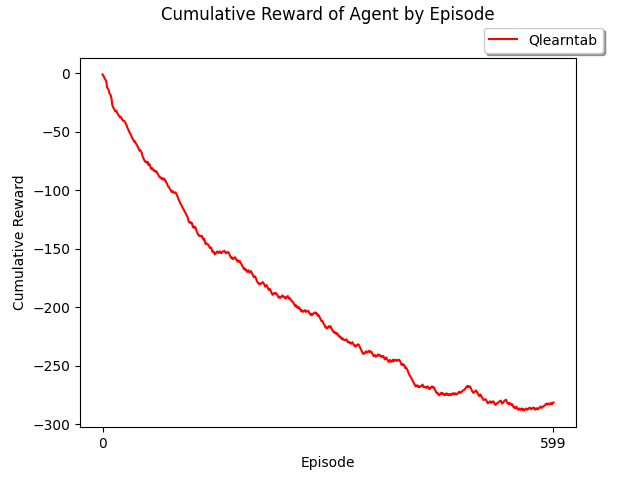 Cumulative Reward of Agent by Episode
Qlearntab
0
−50
−100
−150
−200
−250
−300
Cumulative Reward
0
599
Episode